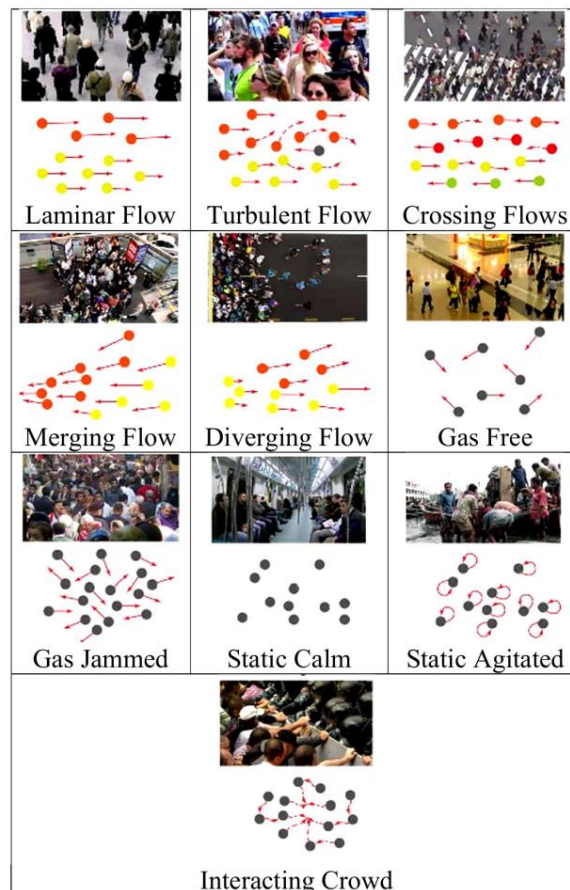 Laminar Flow
Turbulent Flow
Crossing Flows
Merging Flow
Diverging Flow
Gas Free
Gas Jammed
Static Calm
Static Agitated
Interacting Crowd